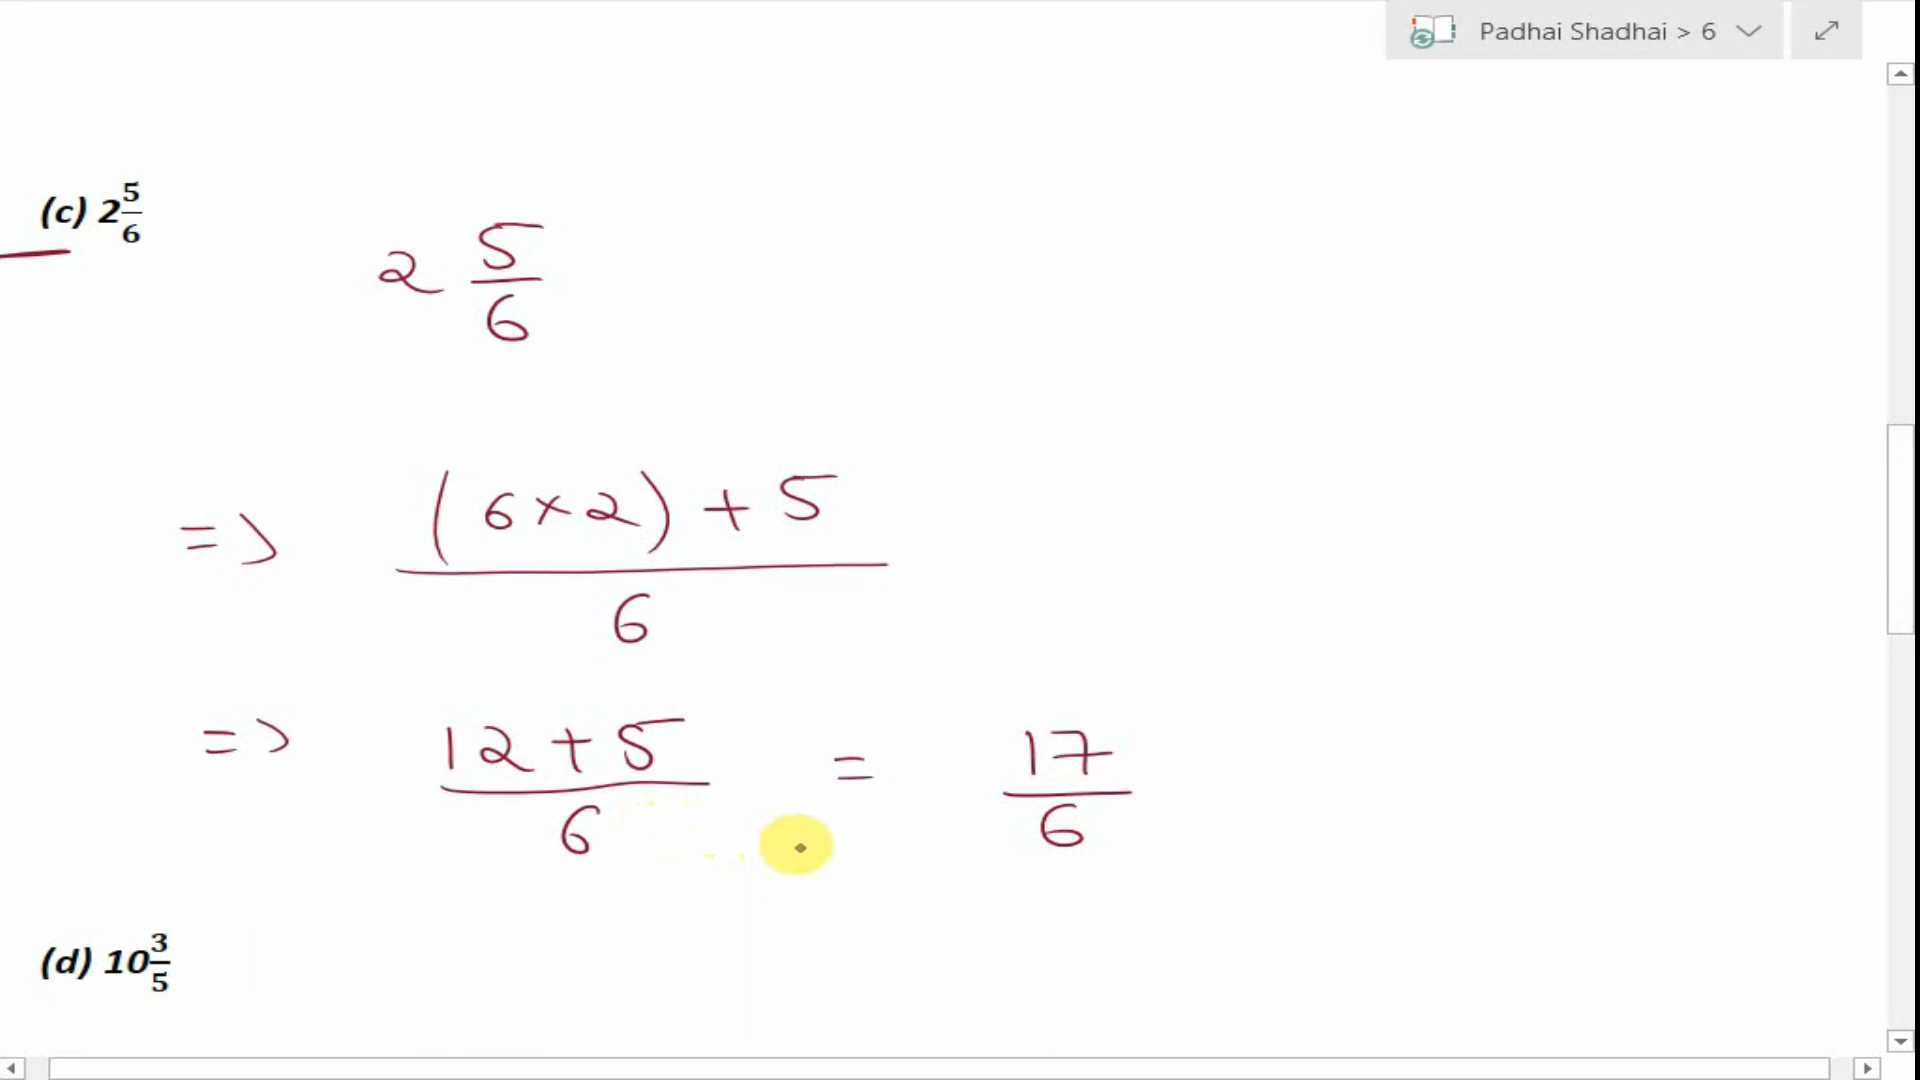 Padhai Shadhai > 6
(c) 2 5/6
2 5/6
=> (6×2) + 5 / 6
=> 12 + 5 / 6 = 17/6
(d) 10 3/5